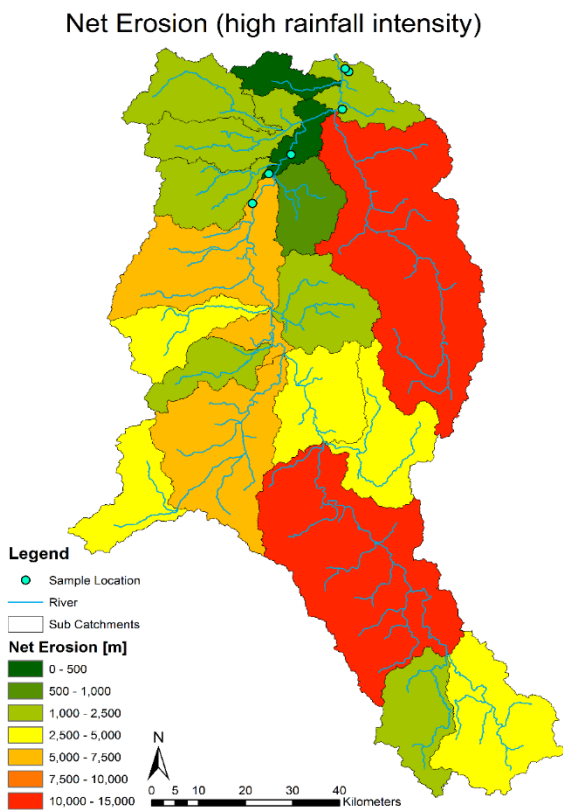 Net Erosion (high rainfall intensity)
Legend
Sample Location
River
Sub Catchments
Net Erosion [m]
0 - 500
500 - 1,000
1,000 - 2,500
2,500 - 5,000
5,000 - 7,500
7,500 - 10,000
10,000 - 15,000
N
0 5 10 20 30 40
Kilometers